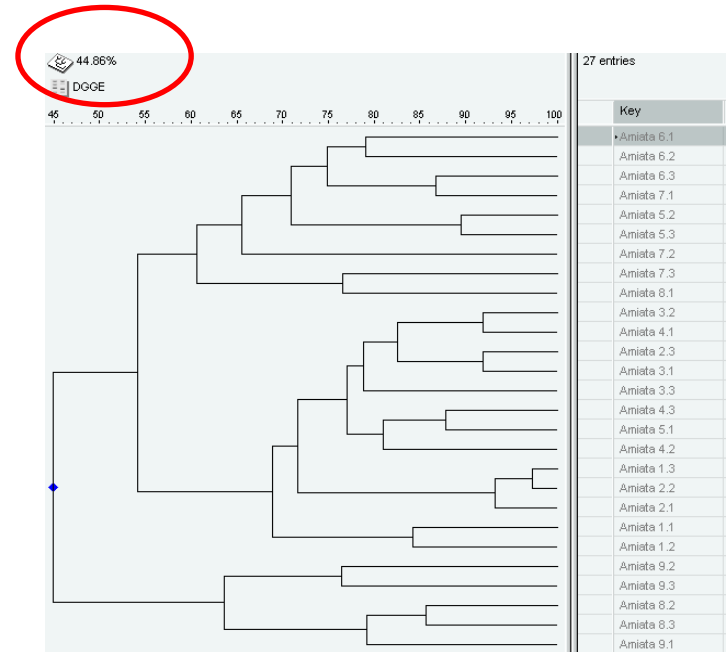 44.86%
27 entries
DGGE
45 50 55 60 65 70 75 80 85 90 95 100
Key
Amiata 6.1
Amiata 6.2
Amiata 6.3
Amiata 7.1
Amiata 5.2
Amiata 5.3
Amiata 7.2
Amiata 7.3
Amiata 8.1
Amiata 3.2
Amiata 4.1
Amiata 2.3
Amiata 3.1
Amiata 3.3
Amiata 4.3
Amiata 5.1
Amiata 4.2
Amiata 1.3
Amiata 2.2
Amiata 2.1
Amiata 1.1
Amiata 1.2
Amiata 9.2
Amiata 9.3
Amiata 8.2
Amiata 8.3
Amiata 9.1